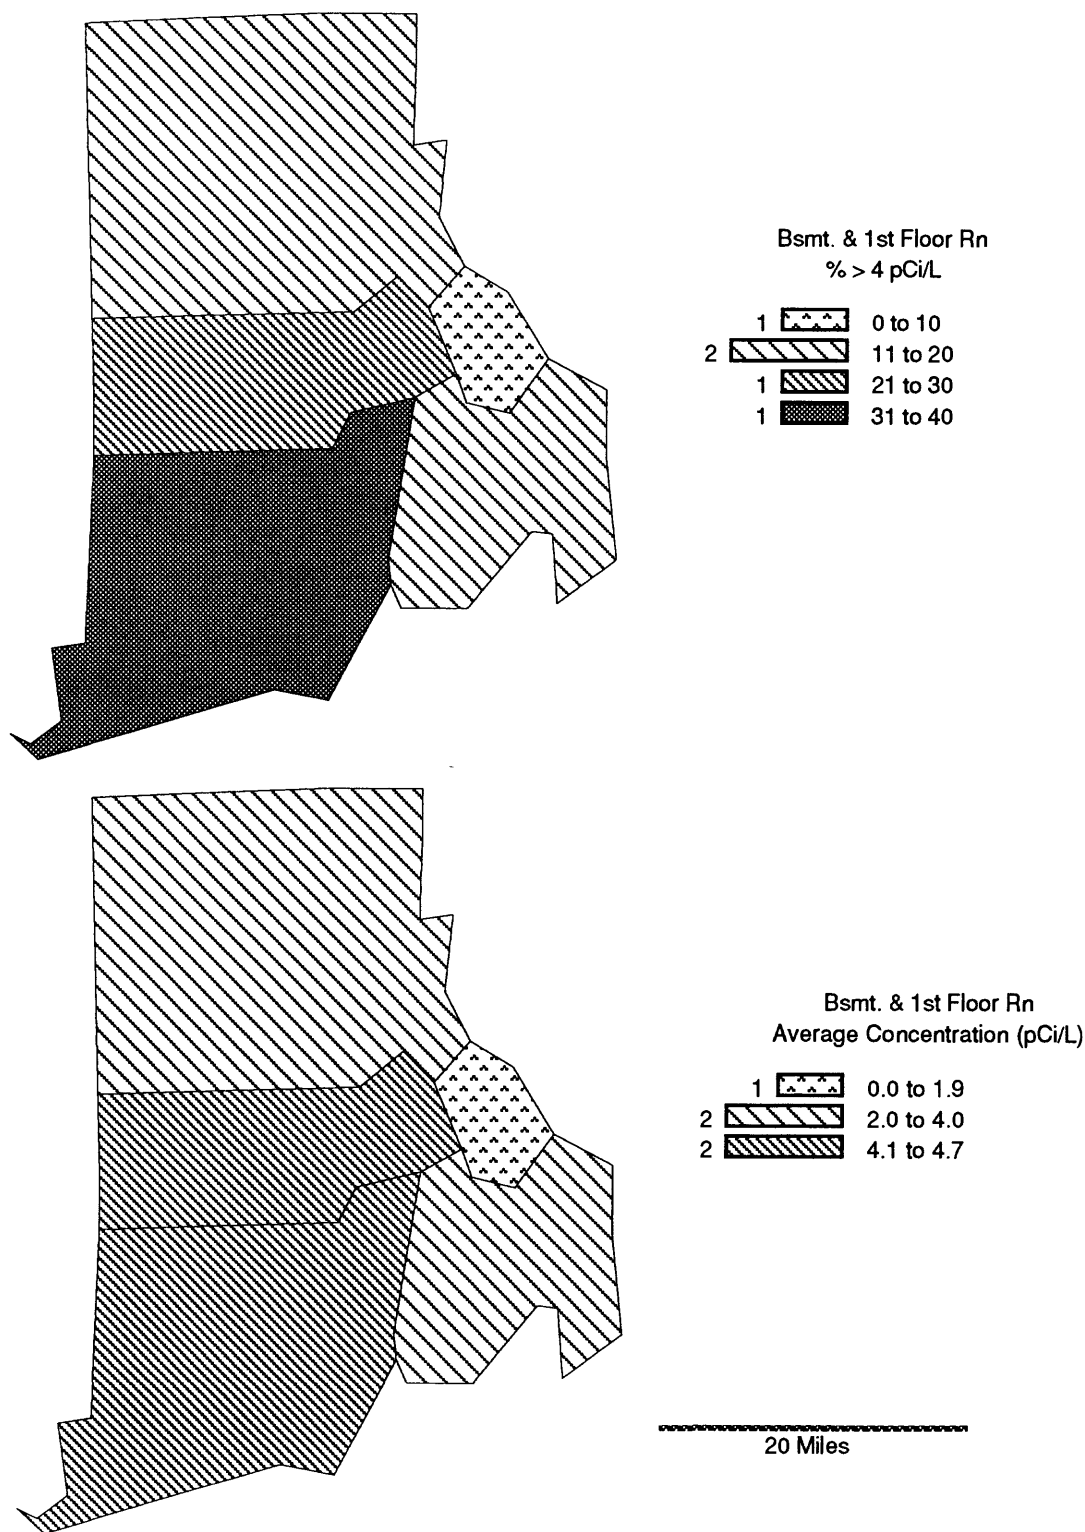 Bsmt. & 1st Floor Rn
% > 4 pCi/L
1 0 to 10
2 11 to 20
1 21 to 30
1 31 to 40
Bsmt. & 1st Floor Rn
Average Concentration (pCi/L)
1 0.0 to 1.9
2 2.0 to 4.0
2 4.1 to 4.7
20 Miles